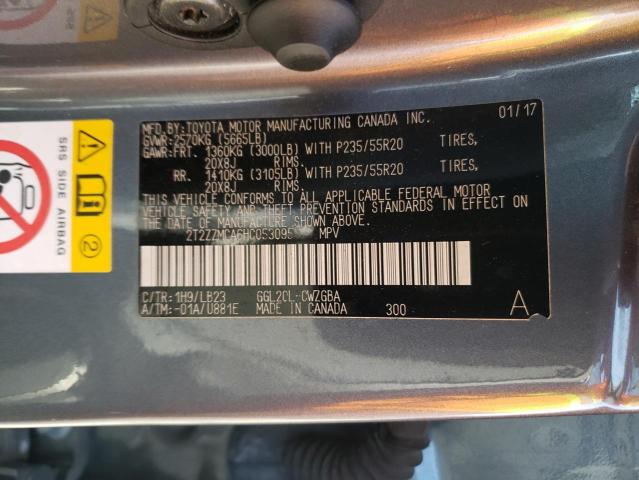 MFD.BY:TOYOTA MOTOR MANUFACTURING CANADA INC. 01/17
GVWR:2570KG (5665LB)
GAWR:FRT. 1360KG (3000LB) WITH P235/55R20 TIRES,
20X8J RIMS.
RR. 1410KG (3105LB) WITH P235/55R20 TIRES,
20X8J RIMS.
THIS VEHICLE CONFORMS TO ALL APPLICABLE FEDERAL MOTOR
VEHICLE SAFETY AND THEFT PREVENTION STANDARDS IN EFFECT ON
THE DATE OF MANUFACTURE SHOWN ABOVE.
MPV
C/TR:1H9/LB23 GGL2CL-CWZGBA
A/TM:-01A/U881E MADE IN CANADA 300 A
SRS SIDE AIRBAG
2